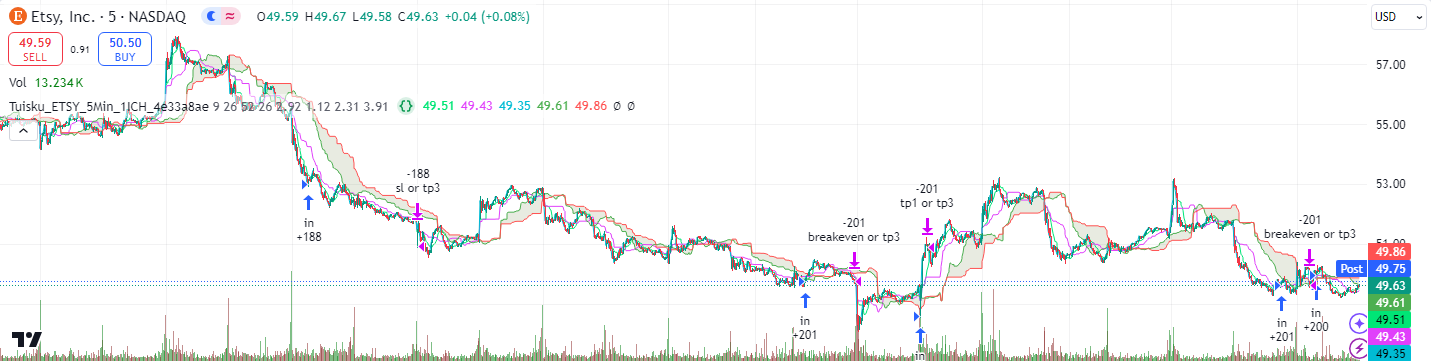 Etsy, Inc. · 5 · NASDAQ
O49.59 H49.67 L49.58 C49.63 +0.04 (+0.08%)
USD
49.59
SELL
0.91
50.50
BUY
Vol 13.234K
Tuisku_ETSY_5Min_1ICH_4e33a8ae 9 26 52 26 2.92 1.12 2.31 3.91
49.51 49.43 49.35 49.61 49.86 Ø Ø
57.00
55.00
53.00
51.00
-188
sl or tp3
in
+188
-201
breakeven or tp3
in
+201
-201
tp1 or tp3
in
-201
breakeven or tp3
in
+201
in
+200
49.86
Post 49.75
49.63
49.61
49.51
49.43
49.35